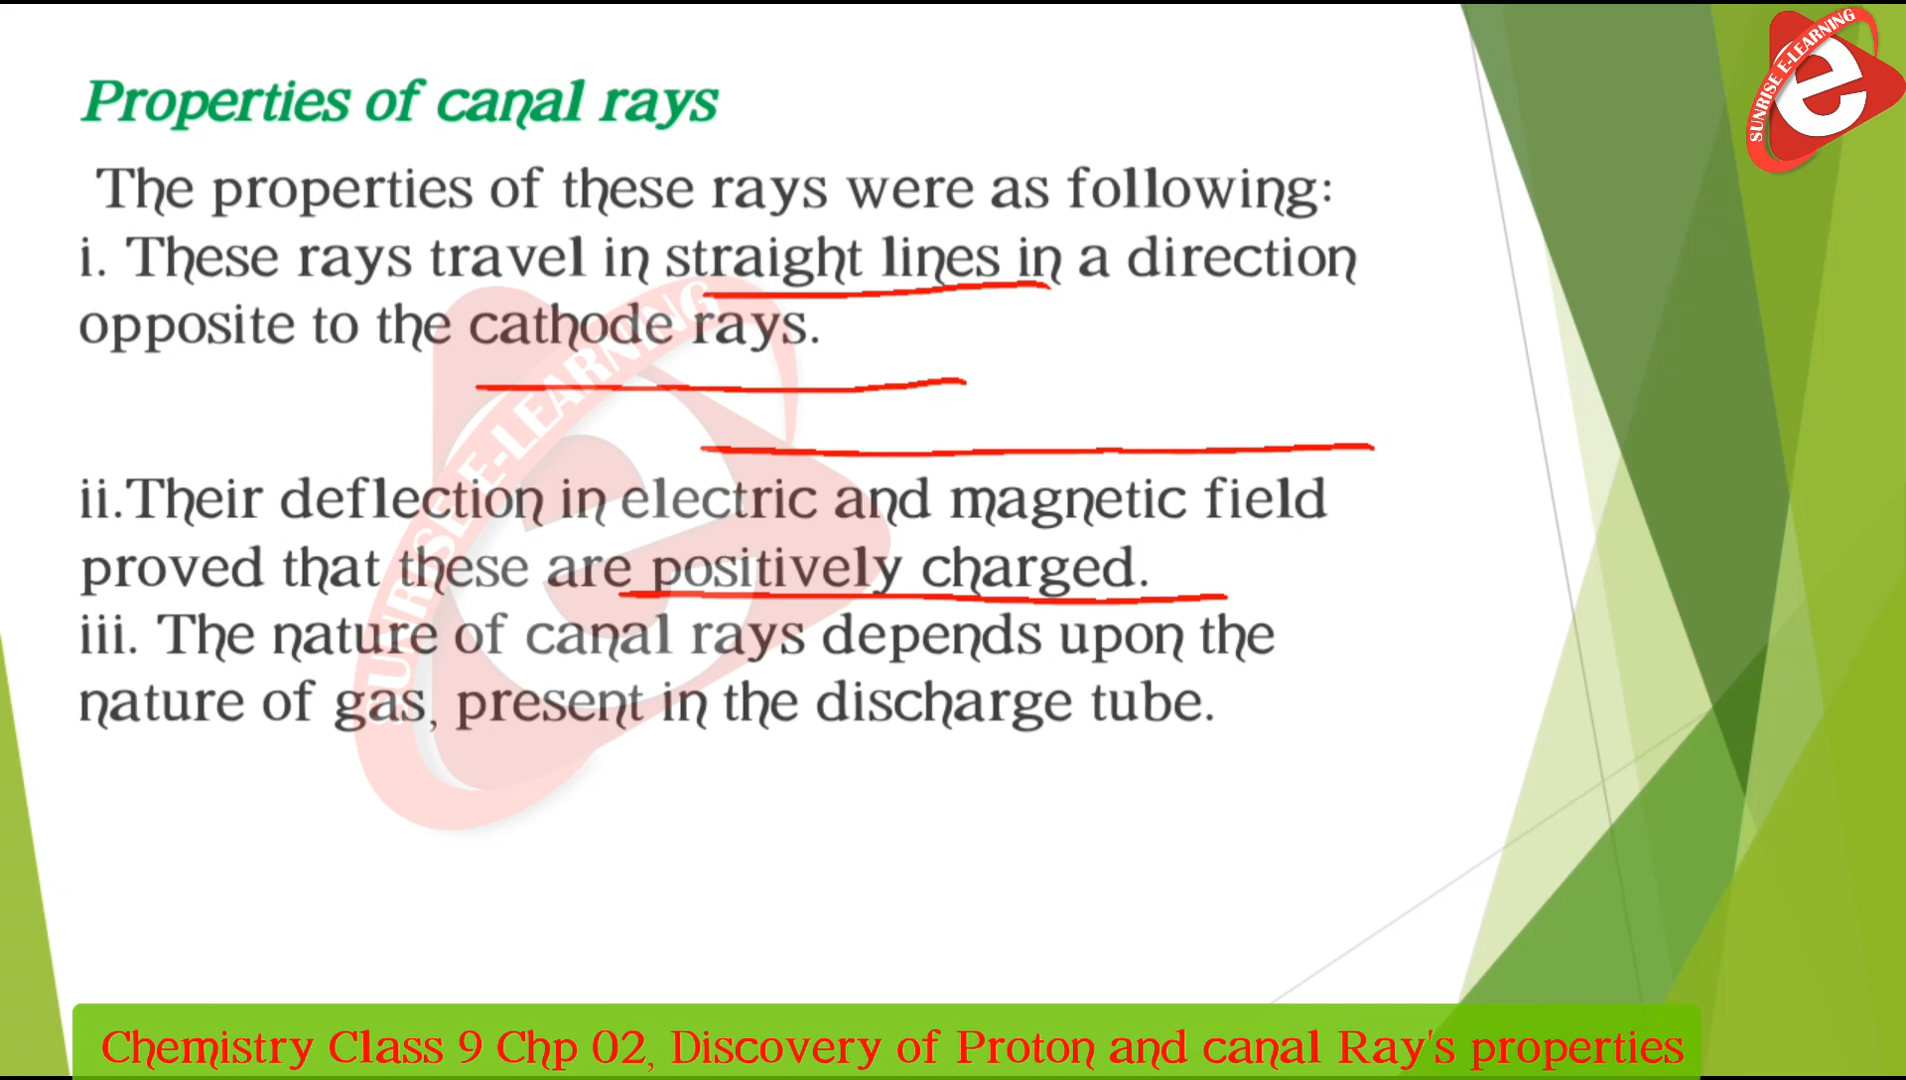 SUNRISE E-LEARNING
Properties of canal rays
The properties of these rays were as following:
i. These rays travel in straight lines in a direction
opposite to the cathode rays.
ii.Their deflection in electric and magnetic field
proved that these are positively charged.
iii. The nature of canal rays depends upon the
nature of gas, present in the discharge tube.
SUNRISE E-LEARNING
Chemistry Class 9 Chp 02, Discovery of Proton and canal Ray's properties